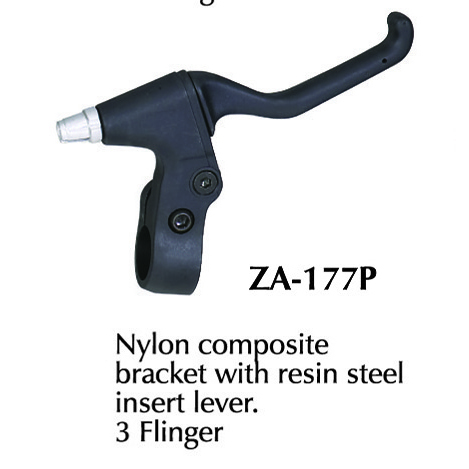 ZA-177P
Nylon composite
bracket with resin steel
insert lever.
3 Flinger